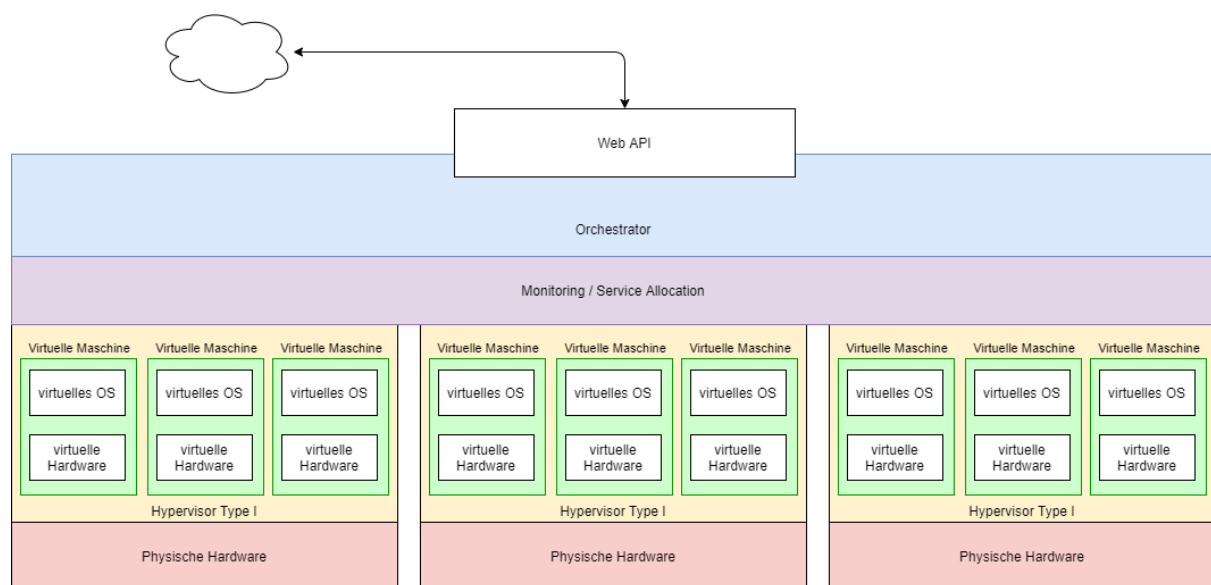 Web API
Orchestrator
Monitoring / Service Allocation
Virtuelle Maschine Virtuelle Maschine Virtuelle Maschine Virtuelle Maschine Virtuelle Maschine Virtuelle Maschine Virtuelle Maschine Virtuelle Maschine Virtuelle Maschine
virtuelles OS virtuelles OS virtuelles OS virtuelles OS virtuelles OS virtuelles OS virtuelles OS virtuelles OS virtuelles OS
virtuelle virtuelle virtuelle virtuelle virtuelle virtuelle virtuelle virtuelle virtuelle
Hardware Hardware Hardware Hardware Hardware Hardware Hardware Hardware Hardware
Hypervisor Type I Hypervisor Type I Hypervisor Type I
Physische Hardware Physische Hardware Physische Hardware